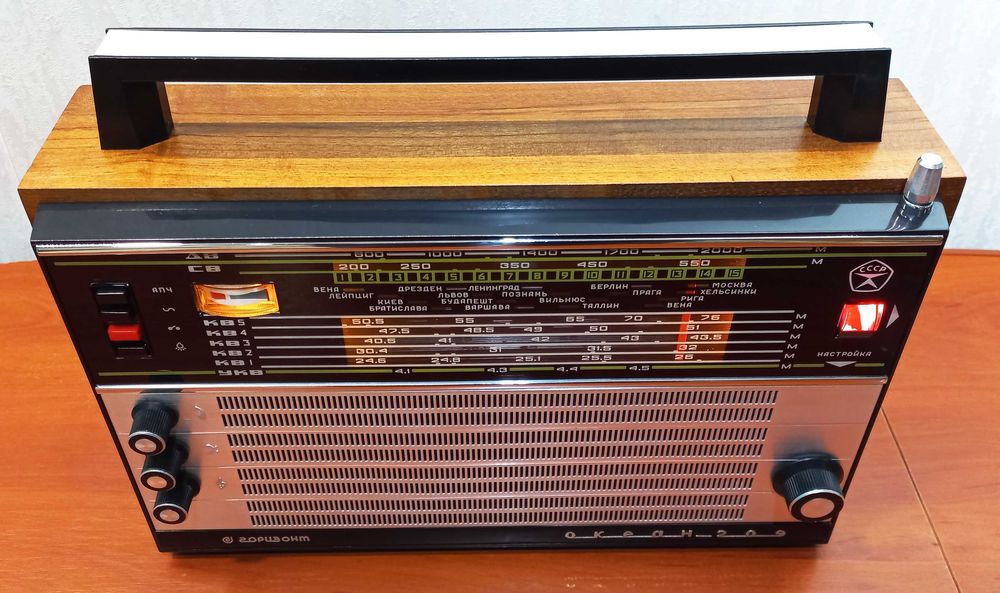 ДВ 600 1000 1400 1700 2000 М
СВ 200 250 350 450 550 М
1 2 3 4 5 6 7 8 9 10 11 12 13 14 15
СССР
АПЧ
ВЕНА ДРЕЗДЕН ЛЕНИНГРАД БЕРЛИН МОСКВА
ЛЕЙПЦИГ ЛЬВОВ ПОЗНАНЬ ПРАГА ХЕЛЬСИНКИ
КИЕВ БУДАПЕШТ ВИЛЬНЮС РИГА
БРАТИСЛАВА ВАРШАВА ТАЛЛИН ВЕНА
КВ5 50.5 55 65 70 76 М
КВ4 47.5 48.5 49 50 51 М
КВ3 40.5 41 42 43 43.5 М
КВ2 30.4 31 31.5 32 М
КВ1 24.6 24.8 25.1 25.5 25 М
УКВ 4.1 4.3 4.4 4.5 М
НАСТРОЙКА
ГОРИЗОНТ
ОКЕАН-209